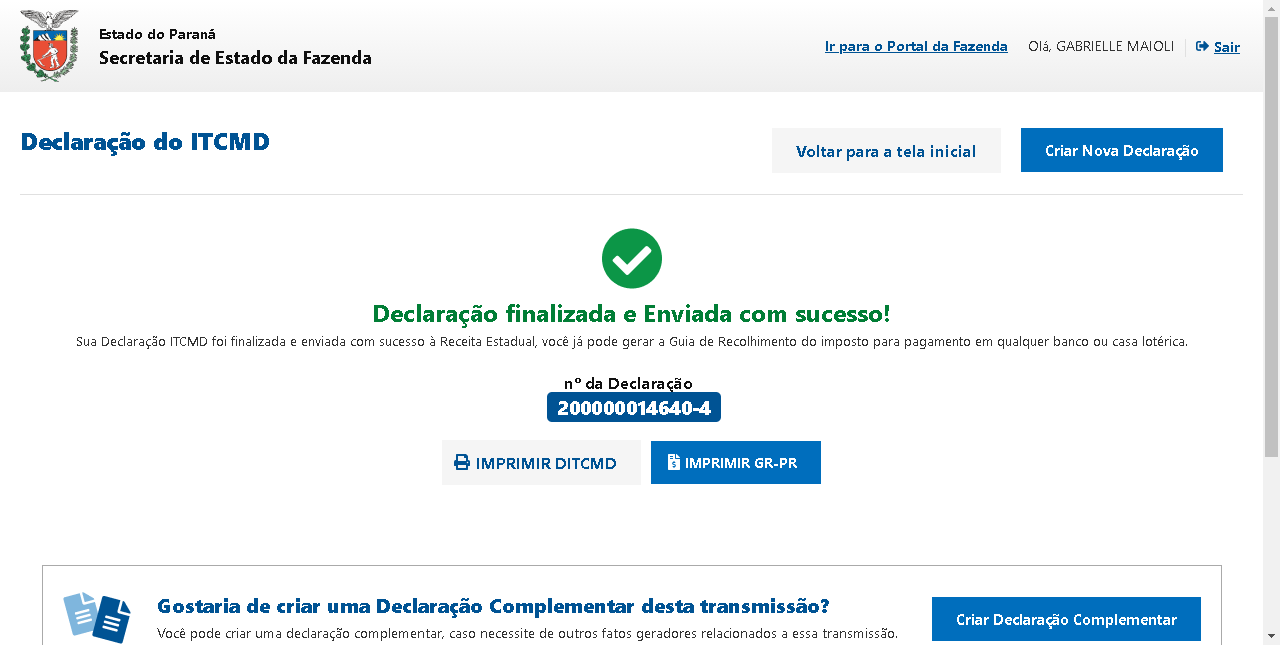 Estado do Paraná
Secretaria de Estado da Fazenda
Ir para o Portal da Fazenda
Olá, GABRIELLE MAIOLI
Sair
Declaração do ITCMD
Voltar para a tela inicial
Criar Nova Declaração
Declaração finalizada e Enviada com sucesso!
Sua Declaração ITCMD foi finalizada e enviada com sucesso à Receita Estadual, você já pode gerar a Guia de Recolhimento do imposto para pagamento em qualquer banco ou casa lotérica.
nº da Declaração
200000014640-4
IMPRIMIR DITCMD
IMPRIMIR GR-PR
Gostaria de criar uma Declaração Complementar desta transmissão?
Você pode criar uma declaração complementar, caso necessite de outros fatos geradores relacionados a essa transmissão.
Criar Declaração Complementar